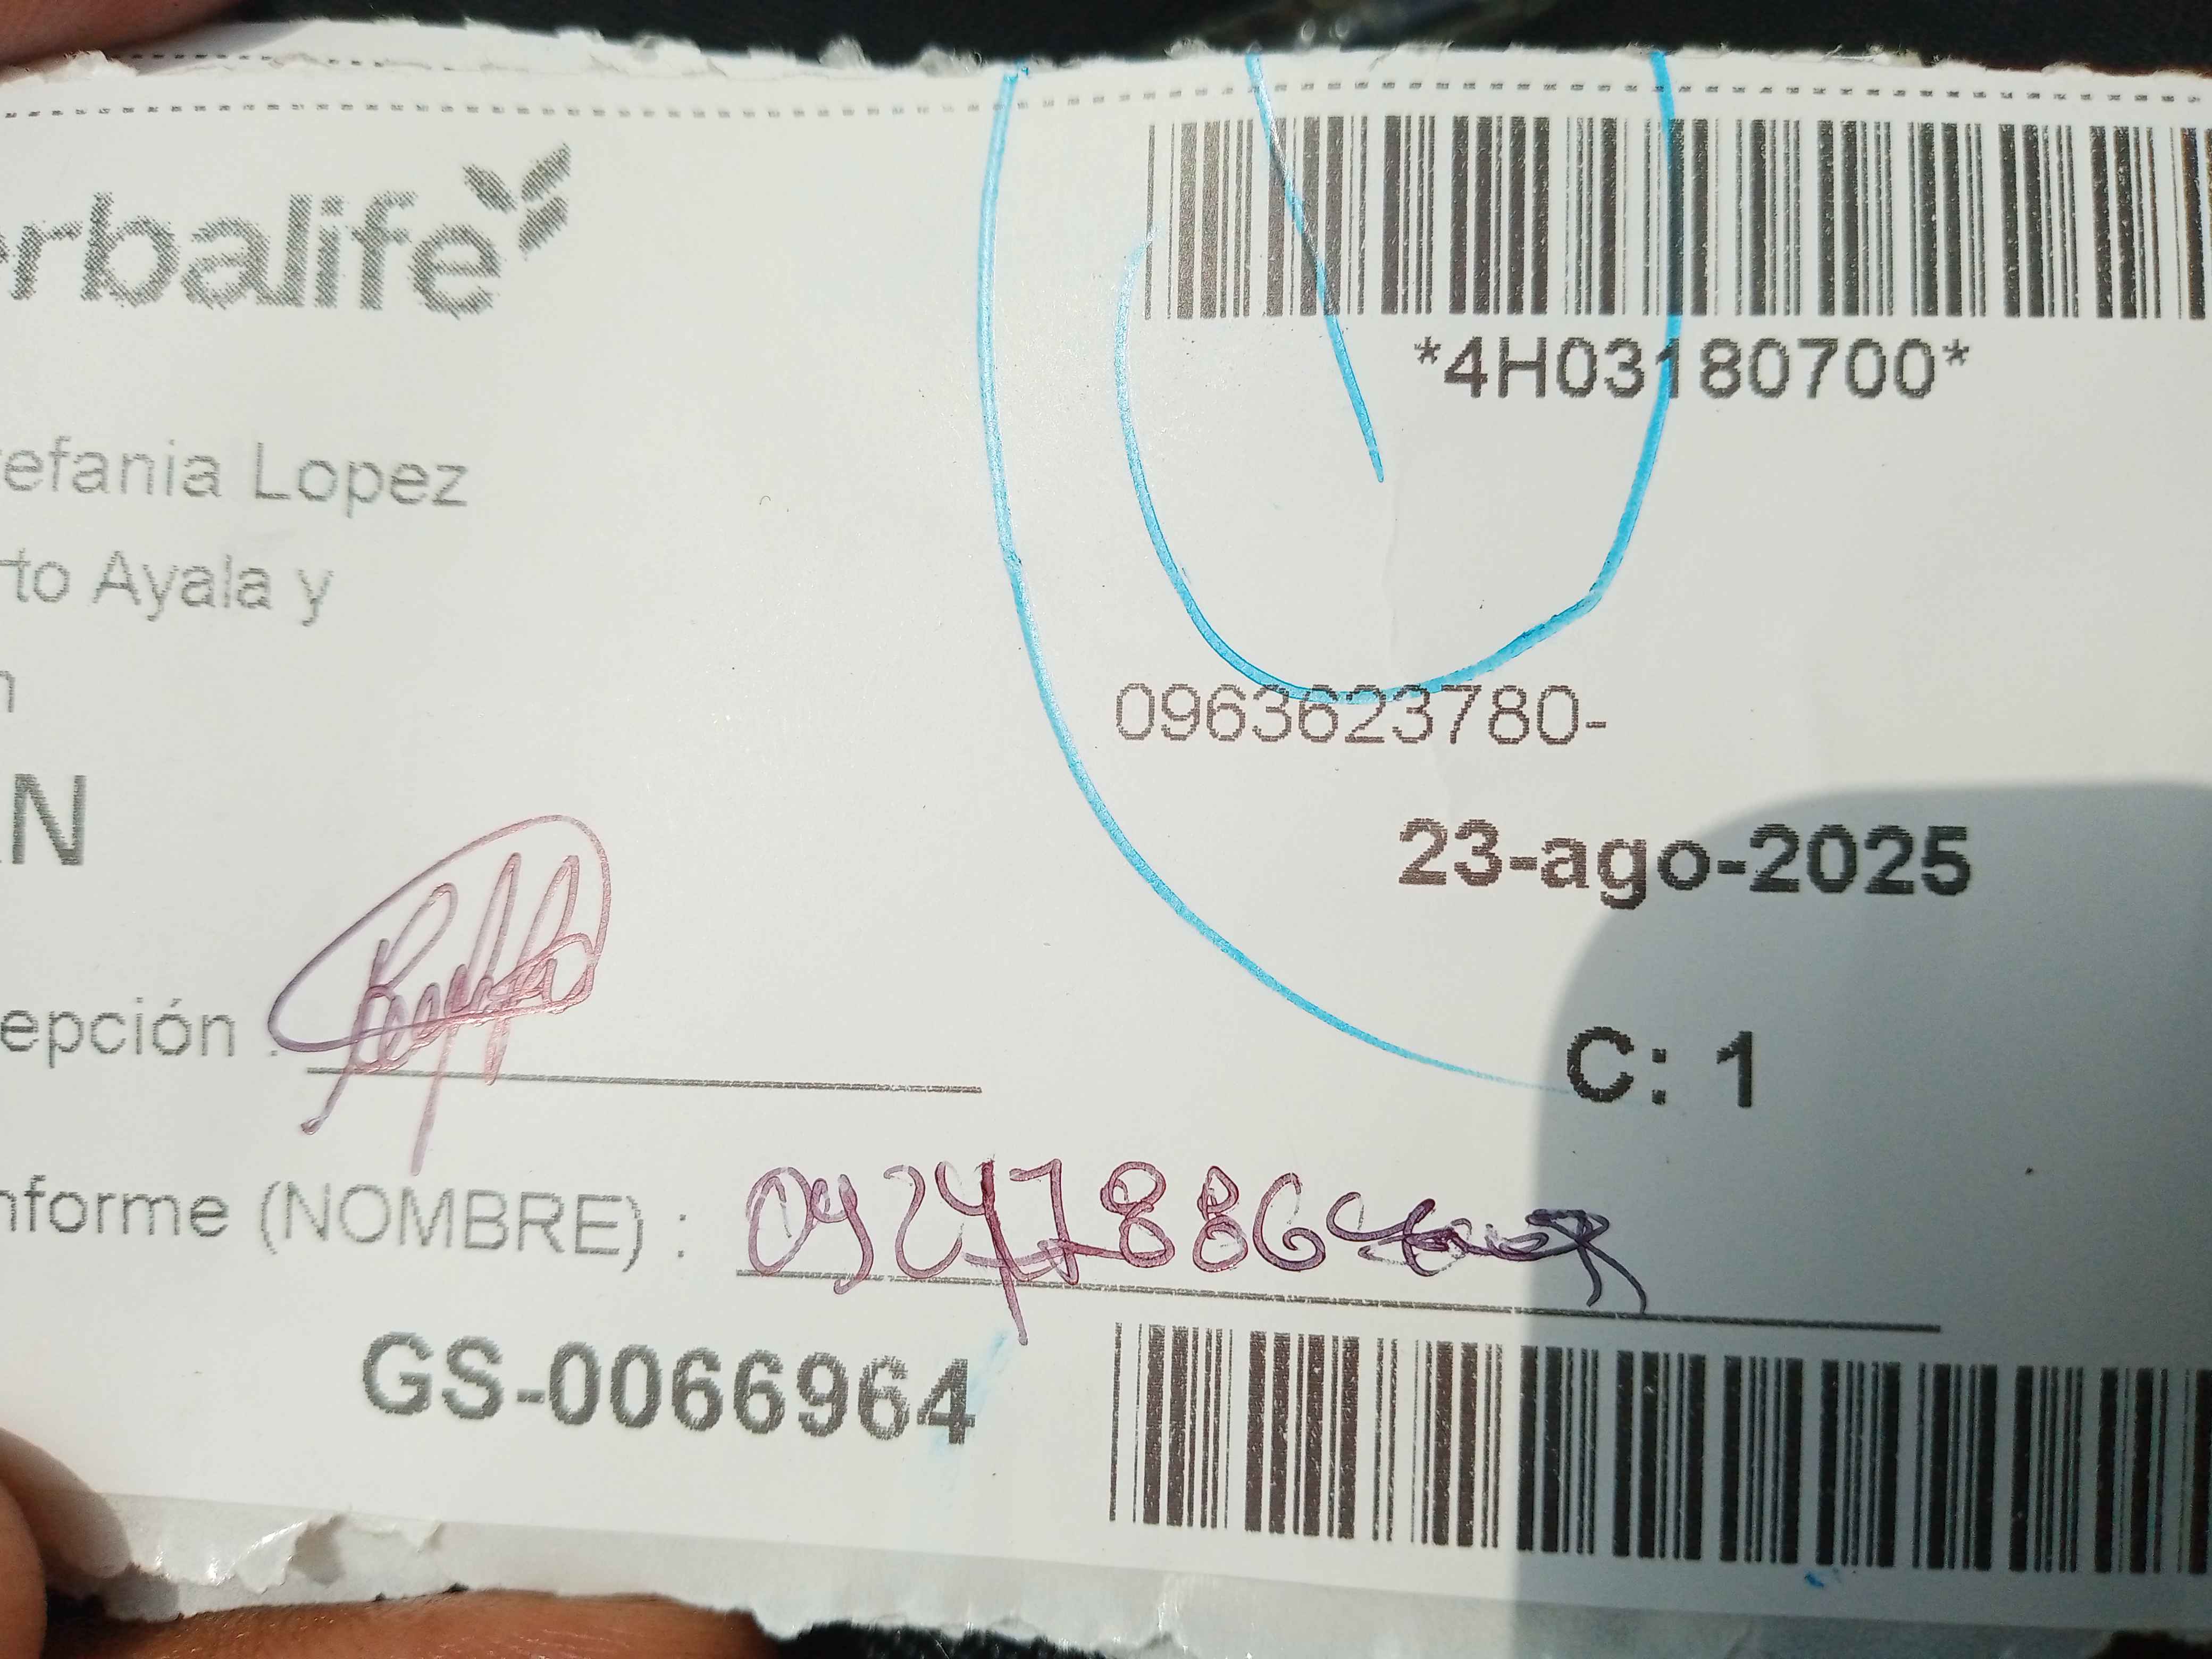 erbalife
*4H03180700*
efania Lopez
rto Ayala y
0963623780-
N
23-ago-2025
epción :
C: 1
nforme (NOMBRE) :
GS-0066964